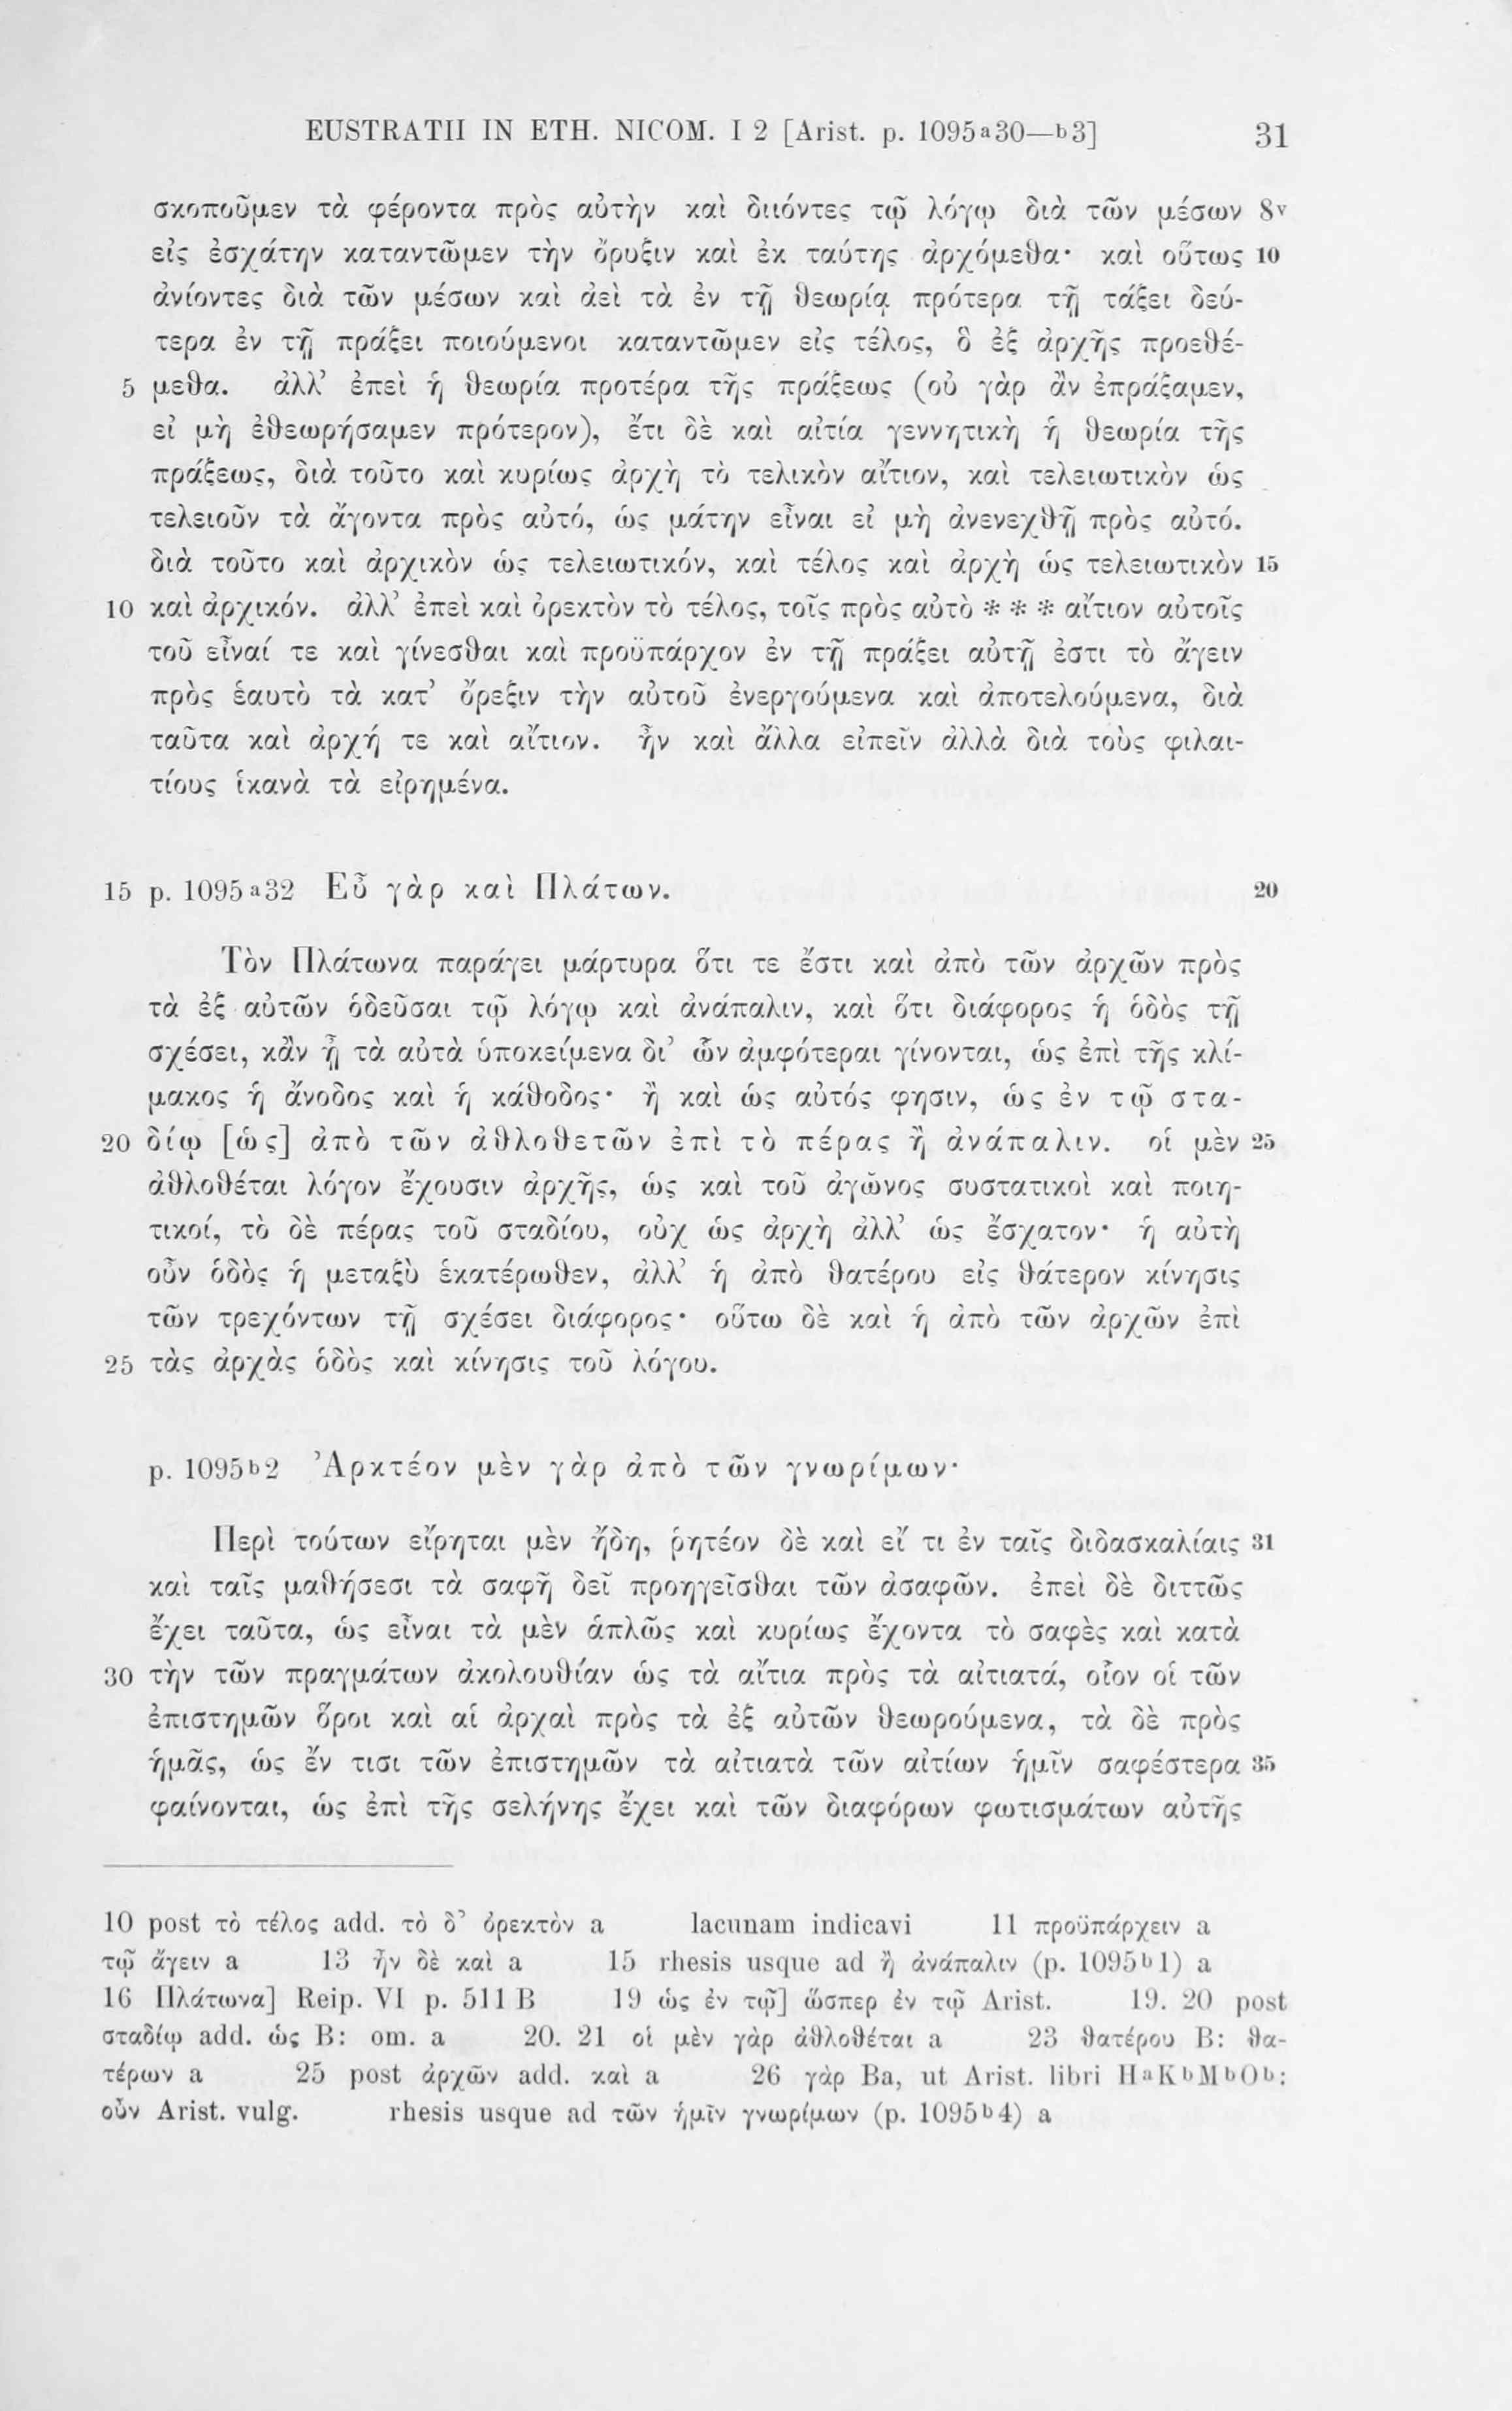 EUSTRATII IN ETH. NICOM. I 2 [Arist. p. 1095a30—b3] 31
σκοποῦμεν τὰ φέροντα πρὸς αὐτὴν καὶ διιόντες τῷ λόγῳ διὰ τῶν μέσων 8v
εἰς ἐσχάτην καταντῶμεν τὴν ὄρυξιν καὶ ἐκ ταύτης ἀρχόμεθα· καὶ οὕτως 10
ἀνίοντες διὰ τῶν μέσων καὶ ἀεὶ τὰ ἐν τῇ θεωρίᾳ πρότερα τῇ τάξει δεύ-
τερα ἐν τῇ πράξει ποιούμενοι καταντῶμεν εἰς τέλος, ὃ ἐξ ἀρχῆς προεθέ-
5 μεθα. ἀλλ’ ἐπεὶ ἡ θεωρία προτέρα τῆς πράξεως (οὐ γὰρ ἂν ἐπράξαμεν,
εἰ μὴ ἐθεωρήσαμεν πρότερον), ἔτι δὲ καὶ αἰτία γεννητικὴ ἡ θεωρία τῆς
πράξεως, διὰ τοῦτο καὶ κυρίως ἀρχὴ τὸ τελικὸν αἴτιον, καὶ τελειωτικὸν ὡς
τελειοῦν τὰ ἄγοντα πρὸς αὐτό, ὡς μάτην εἶναι εἰ μὴ ἀνενεχθῇ πρὸς αὐτό.
διὰ τοῦτο καὶ ἀρχικὸν ὡς τελειωτικόν, καὶ τέλος καὶ ἀρχὴ ὡς τελειωτικὸν 15
10 καὶ ἀρχικόν. ἀλλ’ ἐπεὶ καὶ ὀρεκτὸν τὸ τέλος, τοῖς πρὸς αὐτὸ * * * αἴτιον αὐτοῖς
τοῦ εἶναί τε καὶ γίνεσθαι καὶ προϋπάρχον ἐν τῇ πράξει αὐτῇ ἐστι τὸ ἄγειν
πρὸς ἑαυτὸ τὰ κατ’ ὄρεξιν τὴν αὐτοῦ ἐνεργούμενα καὶ ἀποτελούμενα, διὰ
ταῦτα καὶ ἀρχή τε καὶ αἴτιον. ἦν καὶ ἄλλα εἰπεῖν ἀλλὰ διὰ τοὺς φιλαι-
τίους ἱκανὰ τὰ εἰρημένα.
15 p. 1095a32 Εὖ γὰρ καὶ Πλάτων. 20
Τὸν Πλάτωνα παράγει μάρτυρα ὅτι τε ἔστι καὶ ἀπὸ τῶν ἀρχῶν πρὸς
τὰ ἐξ αὐτῶν ὁδεῦσαι τῷ λόγῳ καὶ ἀνάπαλιν, καὶ ὅτι διάφορος ἡ ὁδὸς τῇ
σχέσει, κἂν ᾖ τὰ αὐτὰ ὑποκείμενα δι’ ὧν ἀμφότεραι γίνονται, ὡς ἐπὶ τῆς κλί-
μακος ἡ ἄνοδος καὶ ἡ κάθοδος· ἢ καὶ ὡς αὐτός φησιν, ὡς ἐν τῷ στα-
20 δίῳ [ὡς] ἀπὸ τῶν ἀθλοθετῶν ἐπὶ τὸ πέρας ἢ ἀνάπαλιν. οἱ μὲν 25
ἀθλοθέται λόγον ἔχουσιν ἀρχῆς, ὡς καὶ τοῦ ἀγῶνος συστατικοὶ καὶ ποιη-
τικοί, τὸ δὲ πέρας τοῦ σταδίου, οὐχ ὡς ἀρχὴ ἀλλ’ ὡς ἔσχατον· ἡ αὐτὴ
οὖν ὁδὸς ἡ μεταξὺ ἑκατέρωθεν, ἀλλ’ ἡ ἀπὸ θατέρου εἰς θάτερον κίνησις
τῶν τρεχόντων τῇ σχέσει διάφορος· οὕτω δὲ καὶ ἡ ἀπὸ τῶν ἀρχῶν ἐπὶ
25 τὰς ἀρχὰς ὁδὸς καὶ κίνησις τοῦ λόγου.
p. 1095b2 Ἀρκτέον μὲν γὰρ ἀπὸ τῶν γνωρίμων·
Περὶ τούτων εἴρηται μὲν ἤδη, ῥητέον δὲ καὶ εἴ τι ἐν ταῖς διδασκαλίαις 31
καὶ ταῖς μαθήσεσι τὰ σαφῆ δεῖ προηγεῖσθαι τῶν ἀσαφῶν. ἐπεὶ δὲ διττῶς
ἔχει ταῦτα, ὡς εἶναι τὰ μὲν ἁπλῶς καὶ κυρίως ἔχοντα τὸ σαφὲς καὶ κατὰ
30 τὴν τῶν πραγμάτων ἀκολουθίαν ὡς τὰ αἴτια πρὸς τὰ αἰτιατά, οἷον οἱ τῶν
ἐπιστημῶν ὅροι καὶ αἱ ἀρχαὶ πρὸς τὰ ἐξ αὐτῶν θεωρούμενα, τὰ δὲ πρὸς
ἡμᾶς, ὡς ἔν τισι τῶν ἐπιστημῶν τὰ αἰτιατὰ τῶν αἰτίων ἡμῖν σαφέστερα 35
φαίνονται, ὡς ἐπὶ τῆς σελήνης ἔχει καὶ τῶν διαφόρων φωτισμάτων αὐτῆς
10 post τὸ τέλος add. τὸ δ’ ὀρεκτὸν a lacunam indicavi 11 προϋπάρχειν a
τῷ ἄγειν a 13 ἦν δὲ καὶ a 15 rhesis usque ad ἢ ἀνάπαλιν (p. 1095b1) a
16 Πλάτωνα] Reip. VI p. 511 B 19 ὡς ἐν τῷ] ὥσπερ ἐν τῷ Arist. 19. 20 post
σταδίῳ add. ὡς B: om. a 20. 21 οἱ μὲν γὰρ ἀθλοθέται a 23 θατέρου B: θα-
τέρων a 25 post ἀρχῶν add. καὶ a 26 γὰρ Ba, ut Arist. libri HaKbMbOb:
οὖν Arist. vulg. rhesis usque ad τῶν ἡμῖν γνωρίμων (p. 1095b4) a